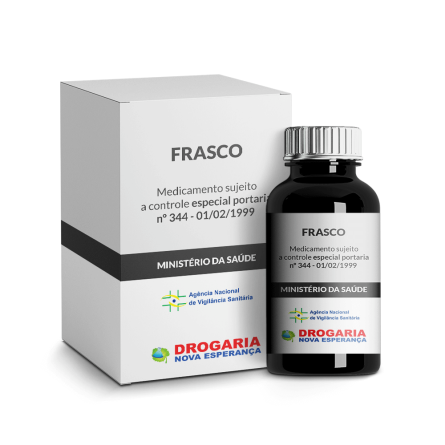 FRASCO
Medicamento sujeito
a controle especial portaria
nº 344 - 01/02/1999
MINISTÉRIO DA SAÚDE
Agência Nacional
de Vigilância Sanitária
DROGARIA
NOVA ESPERANÇA
FRASCO
Medicamento sujeito
a controle especial portaria
nº 344 - 01/02/1999
MINISTÉRIO DA SAÚDE
Agência Nacional
de Vigilância Sanitária
DROGARIA
NOVA ESPERANÇA